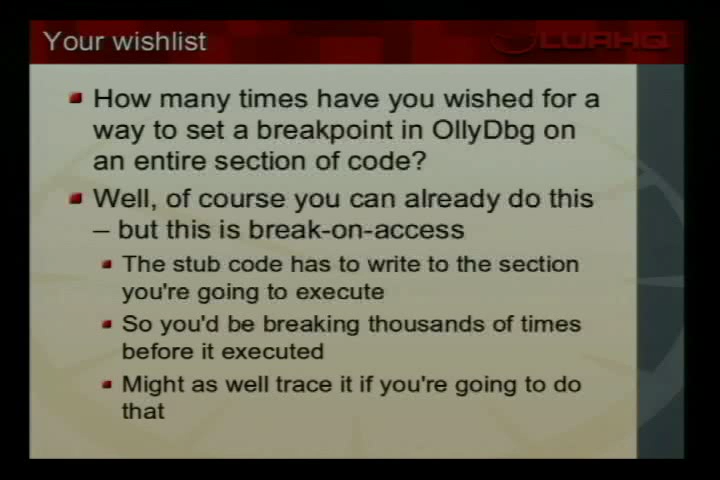 Your wishlist
LURHQ
How many times have you wished for a
way to set a breakpoint in OllyDbg on
an entire section of code?
Well, of course you can already do this
– but this is break-on-access
The stub code has to write to the section
you're going to execute
So you'd be breaking thousands of times
before it executed
Might as well trace it if you're going to do
that